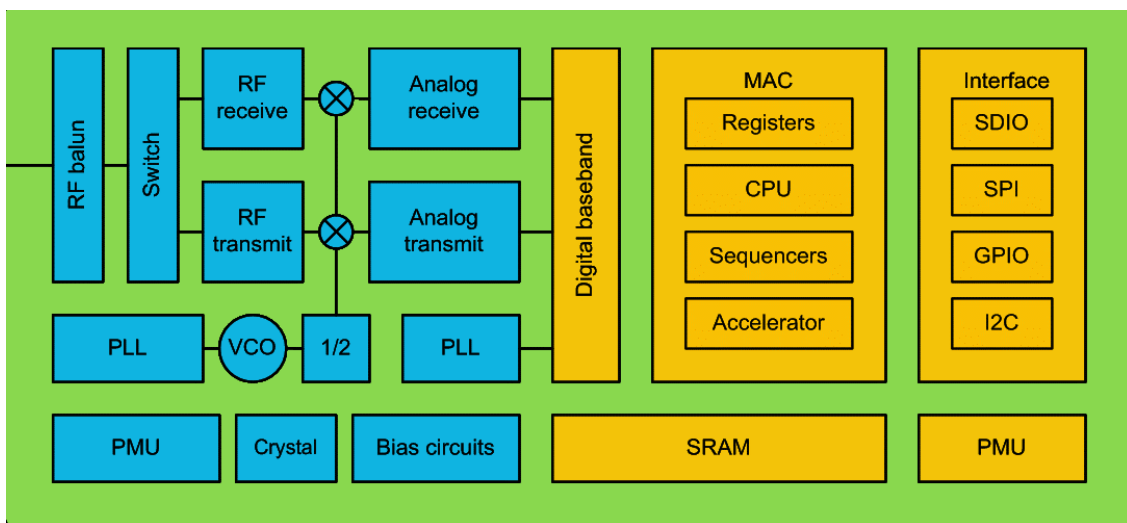 RF balun
Switch
RF
receive
Analog
receive
RF
transmit
Analog
transmit
PLL
VCO
1/2
PLL
Digital baseband
MAC
Registers
CPU
Sequencers
Accelerator
Interface
SDIO
SPI
GPIO
I2C
PMU
Crystal
Bias circuits
SRAM
PMU